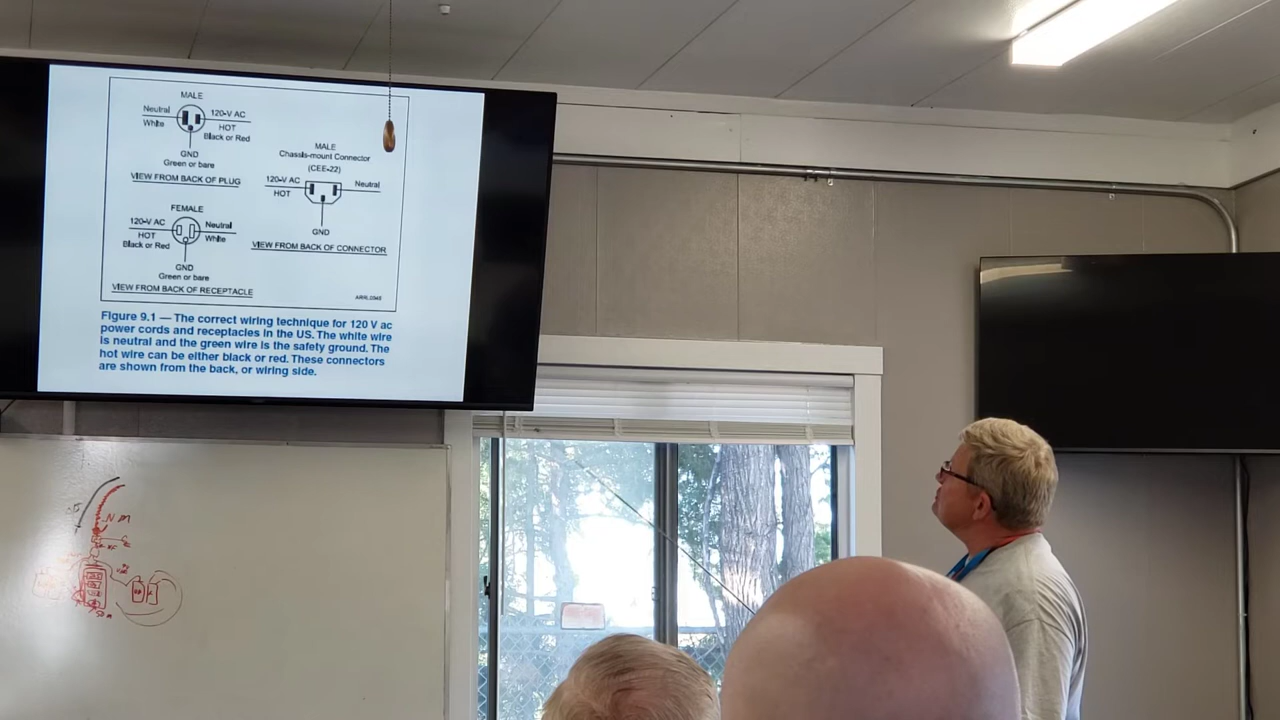 MALE
Neutral
White
120-V AC
HOT
Black or Red
GND
Green or bare
VIEW FROM BACK OF PLUG
MALE
Chassis-mount Connector
(CEE-22)
120-V AC
HOT
Neutral
GND
VIEW FROM BACK OF CONNECTOR
FEMALE
120-V AC
HOT
Black or Red
Neutral
White
GND
Green or bare
VIEW FROM BACK OF RECEPTACLE
Figure 9.1 — The correct wiring technique for 120 V ac
power cords and receptacles in the US. The white wire
is neutral and the green wire is the safety ground. The
hot wire can be either black or red. These connectors
are shown from the back, or wiring side.